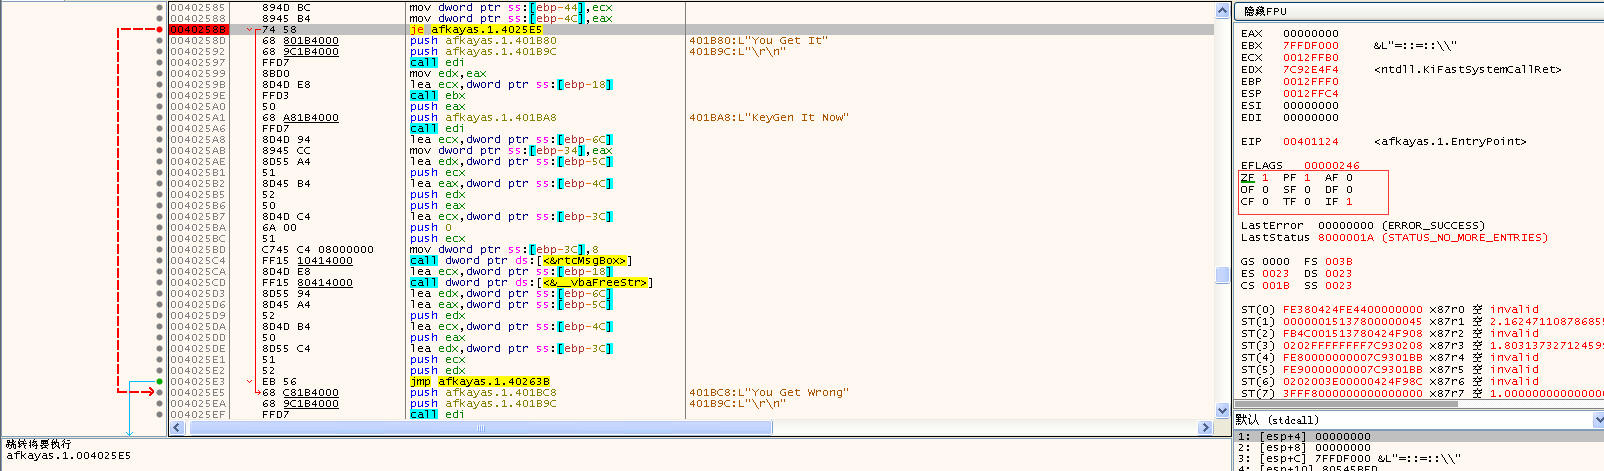 00402585 894D BC mov dword ptr ss:[ebp-44],ecx
00402588 8945 B4 mov dword ptr ss:[ebp-4C],eax
0040258B 74 58 je afkayas.1.4025E5
0040258D 68 801B4000 push afkayas.1.401B80 401B80:L"You Get It"
00402592 68 9C1B4000 push afkayas.1.401B9C 401B9C:L"\r\n"
00402597 FFD7 call edi
00402599 8BD0 mov edx,eax
0040259B 8D4D E8 lea ecx,dword ptr ss:[ebp-18]
0040259E FFD3 call ebx
004025A0 50 push eax
004025A1 68 A81B4000 push afkayas.1.401BA8 401BA8:L"KeyGen It Now"
004025A6 FFD7 call edi
004025A8 8D4D 94 lea ecx,dword ptr ss:[ebp-6C]
004025AB 8945 CC mov dword ptr ss:[ebp-34],eax
004025AE 8D55 A4 lea edx,dword ptr ss:[ebp-5C]
004025B1 51 push ecx
004025B2 8D45 B4 lea eax,dword ptr ss:[ebp-4C]
004025B5 52 push edx
004025B6 50 push eax
004025B7 8D4D C4 lea ecx,dword ptr ss:[ebp-3C]
004025BA 6A 00 push 0
004025BC 51 push ecx
004025BD C745 C4 08000000 mov dword ptr ss:[ebp-3C],8
004025C4 FF15 10414000 call dword ptr ds:[<&rtcMsgBox>]
004025CA 8D4D E8 lea ecx,dword ptr ss:[ebp-18]
004025CD FF15 80414000 call dword ptr ds:[<&__vbaFreeStr>]
004025D3 8D55 94 lea edx,dword ptr ss:[ebp-6C]
004025D6 8D45 A4 lea eax,dword ptr ss:[ebp-5C]
004025D9 52 push edx
004025DA 8D4D B4 lea ecx,dword ptr ss:[ebp-4C]
004025DD 50 push eax
004025DE 8D55 C4 lea edx,dword ptr ss:[ebp-3C]
004025E1 51 push ecx
004025E2 52 push edx
004025E3 EB 56 jmp afkayas.1.40263B
004025E5 68 C81B4000 push afkayas.1.401BC8 401BC8:L"You Get Wrong"
004025EA 68 9C1B4000 push afkayas.1.401B9C 401B9C:L"\r\n"
004025EF FFD7 call edi
跳转将要执行
afkayas.1.004025E5
隐藏FPU
EAX 00000000
EBX 7FFDF000 &L"=::=::\\"
ECX 0012FFB0
EDX 7C92E4F4 <ntdll.KiFastSystemCallRet>
EBP 0012FFF0
ESP 0012FFC4
ESI 00000000
EDI 00000000
EIP 00401124 <afkayas.1.EntryPoint>
EFLAGS 00000246
ZF 1 PF 1 AF 0
OF 0 SF 0 DF 0
CF 0 TF 0 IF 1
LastError 00000000 (ERROR_SUCCESS)
LastStatus 8000001A (STATUS_NO_MORE_ENTRIES)
GS 0000 FS 003B
ES 0023 DS 0023
CS 001B SS 0023
ST(0) FE380424FE4400000000 x87r0 空 invalid
ST(1) 00000015137800000045 x87r1 空 2.16247110878685
ST(2) FB4C0015137804​24F908 x87r2 空 invalid
ST(3) 0202FFFFFFFF7C930208 x87r3 空 1.80313732712459
ST(4) FE80000000007C9301BB x87r4 空 invalid
ST(5) FE90000000007C9301BB x87r5 空 invalid
ST(6) 0202003E00000424F98C x87r6 空 invalid
ST(7) 3FFF8000000000000000 x87r7 空 1.0000000000000
默认 (stdcall)
1: [esp+4] 00000000
2: [esp+8] 00000000
3: [esp+C] 7FFDF000 &L"=::=::\\"
4: [esp+10] 80545BFD